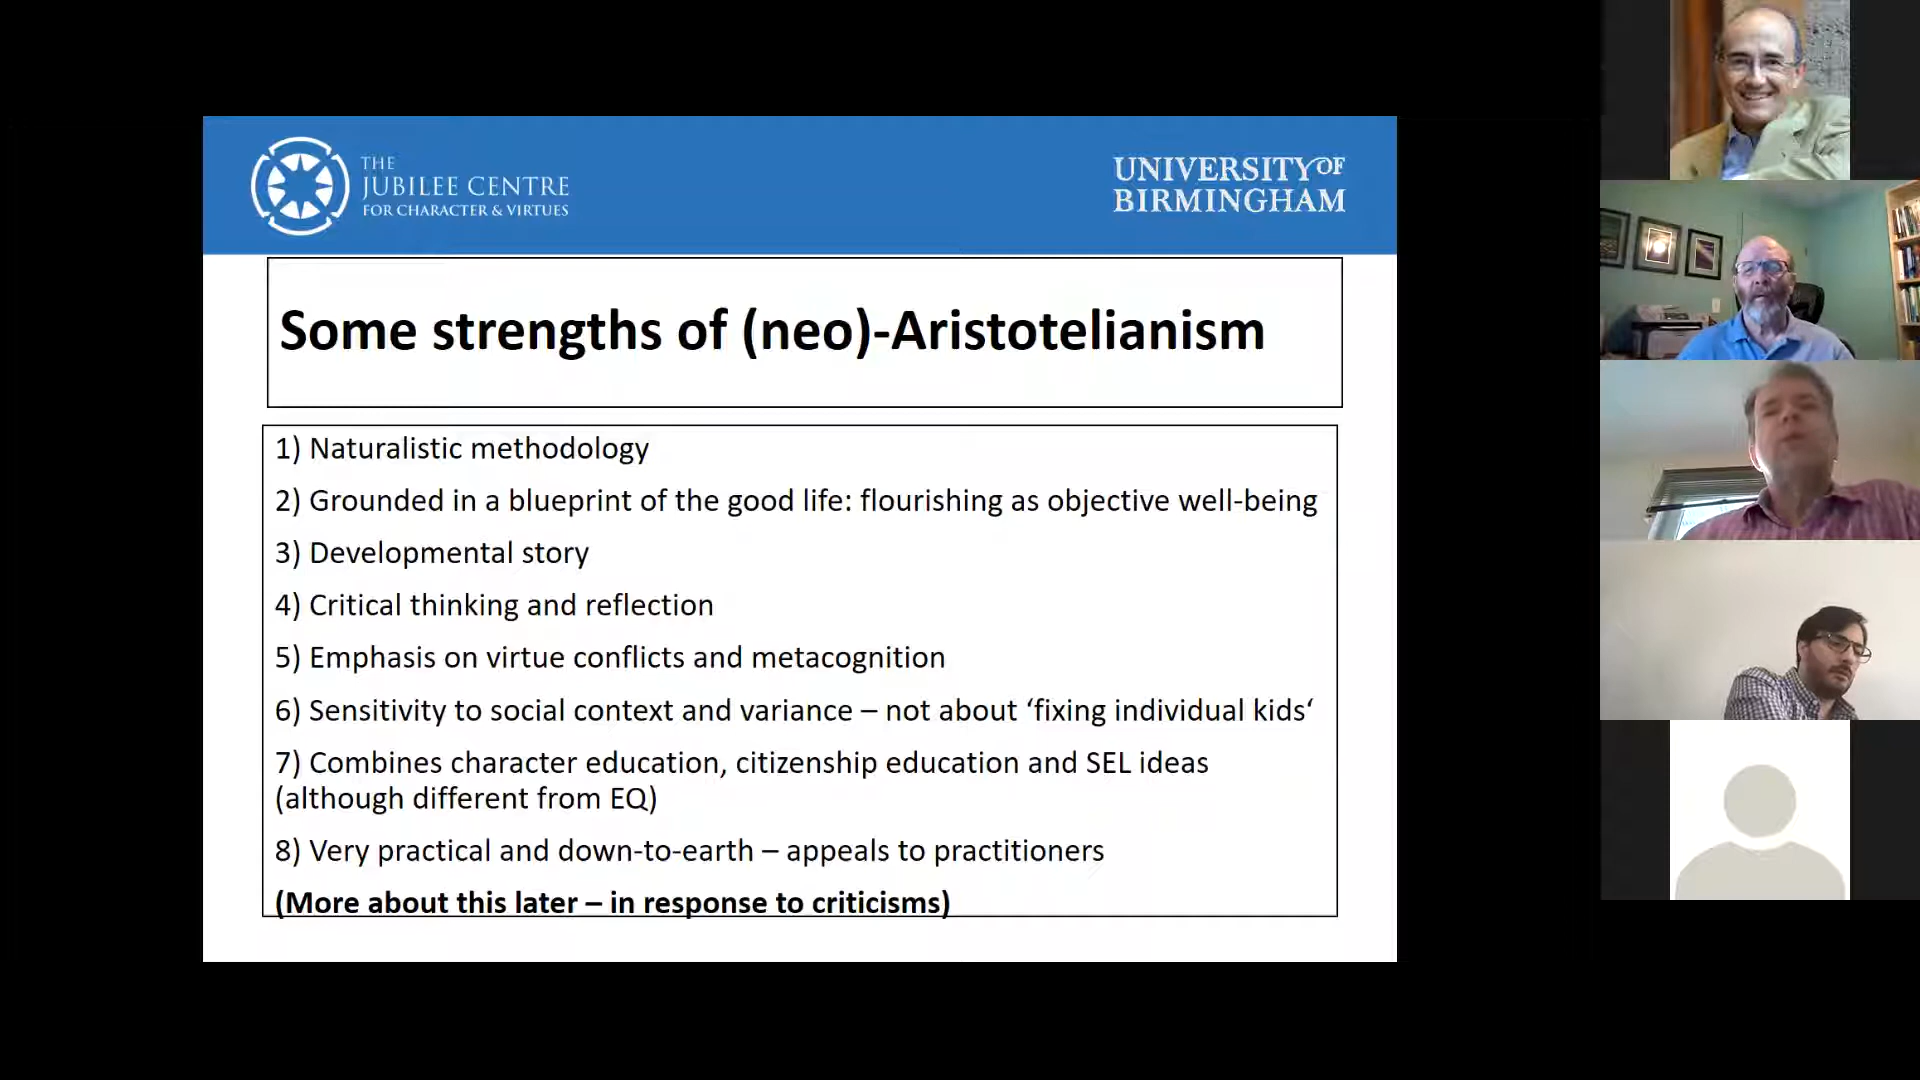 THE
JUBILEE CENTRE
FOR CHARACTER & VIRTUES
UNIVERSITY OF
BIRMINGHAM
Some strengths of (neo)-Aristotelianism
1) Naturalistic methodology
2) Grounded in a blueprint of the good life: flourishing as objective well-being
3) Developmental story
4) Critical thinking and reflection
5) Emphasis on virtue conflicts and metacognition
6) Sensitivity to social context and variance – not about ‘fixing individual kids‘
7) Combines character education, citizenship education and SEL ideas
(although different from EQ)
8) Very practical and down-to-earth – appeals to practitioners
(More about this later – in response to criticisms)